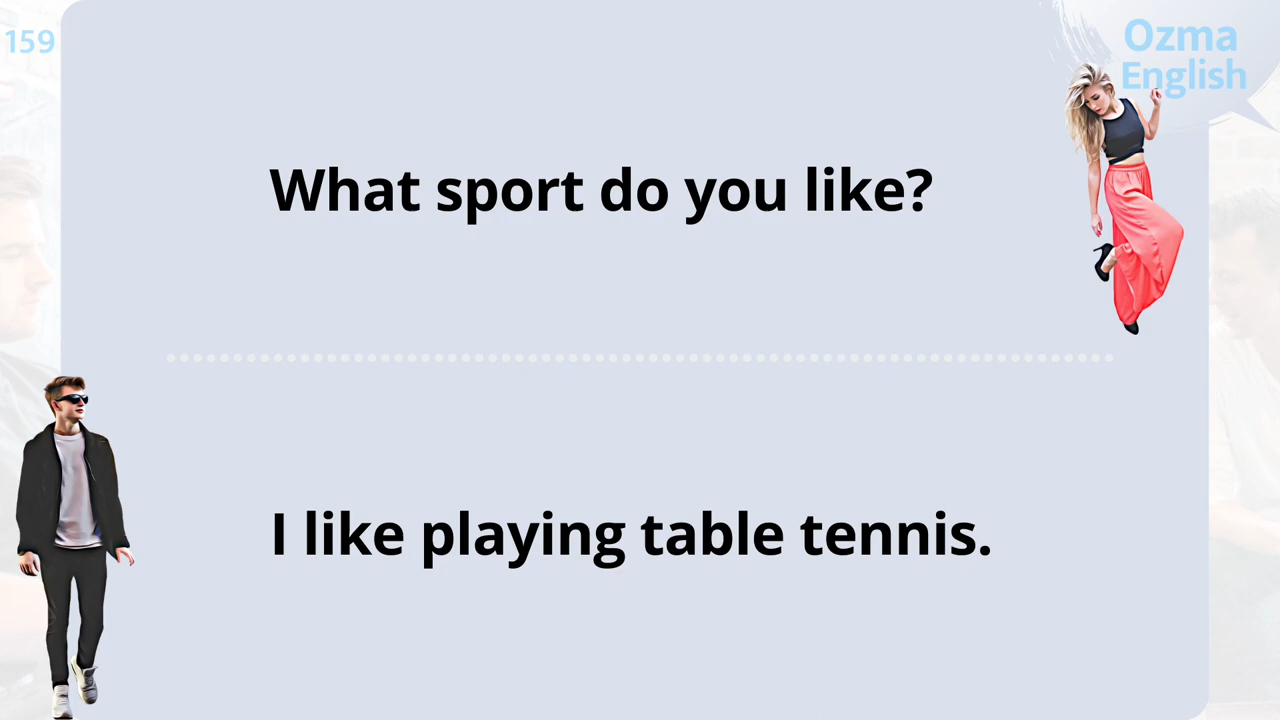 159
Ozma
English
What sport do you like?
I like playing table tennis.